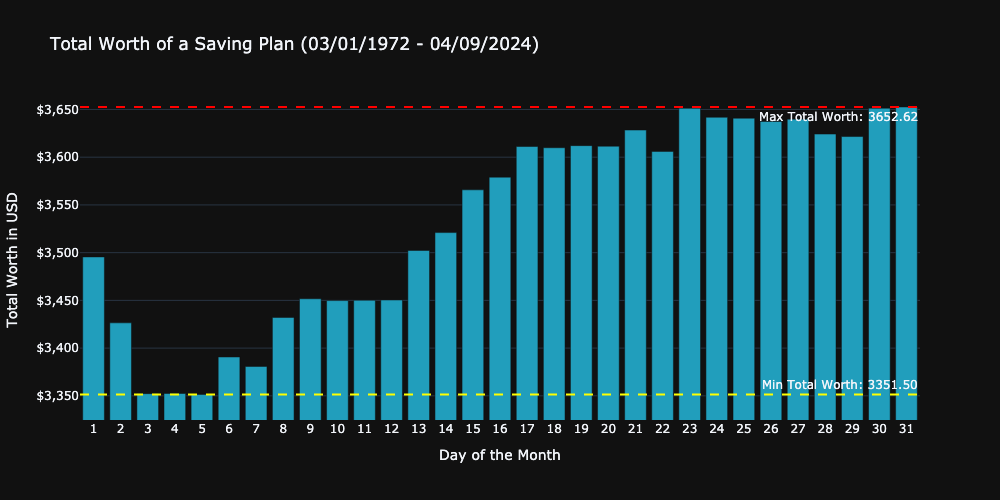 Total Worth of a Saving Plan (03/01/1972 - 04/09/2024)
$3,650
Max Total Worth: 3652.62
$3,600
$3,550
$3,500
$3,450
$3,400
Min Total Worth: 3351.50
$3,350
Total Worth in USD
1 2 3 4 5 6 7 8 9 10 11 12 13 14 15 16 17 18 19 20 21 22 23 24 25 26 27 28 29 30 31
Day of the Month